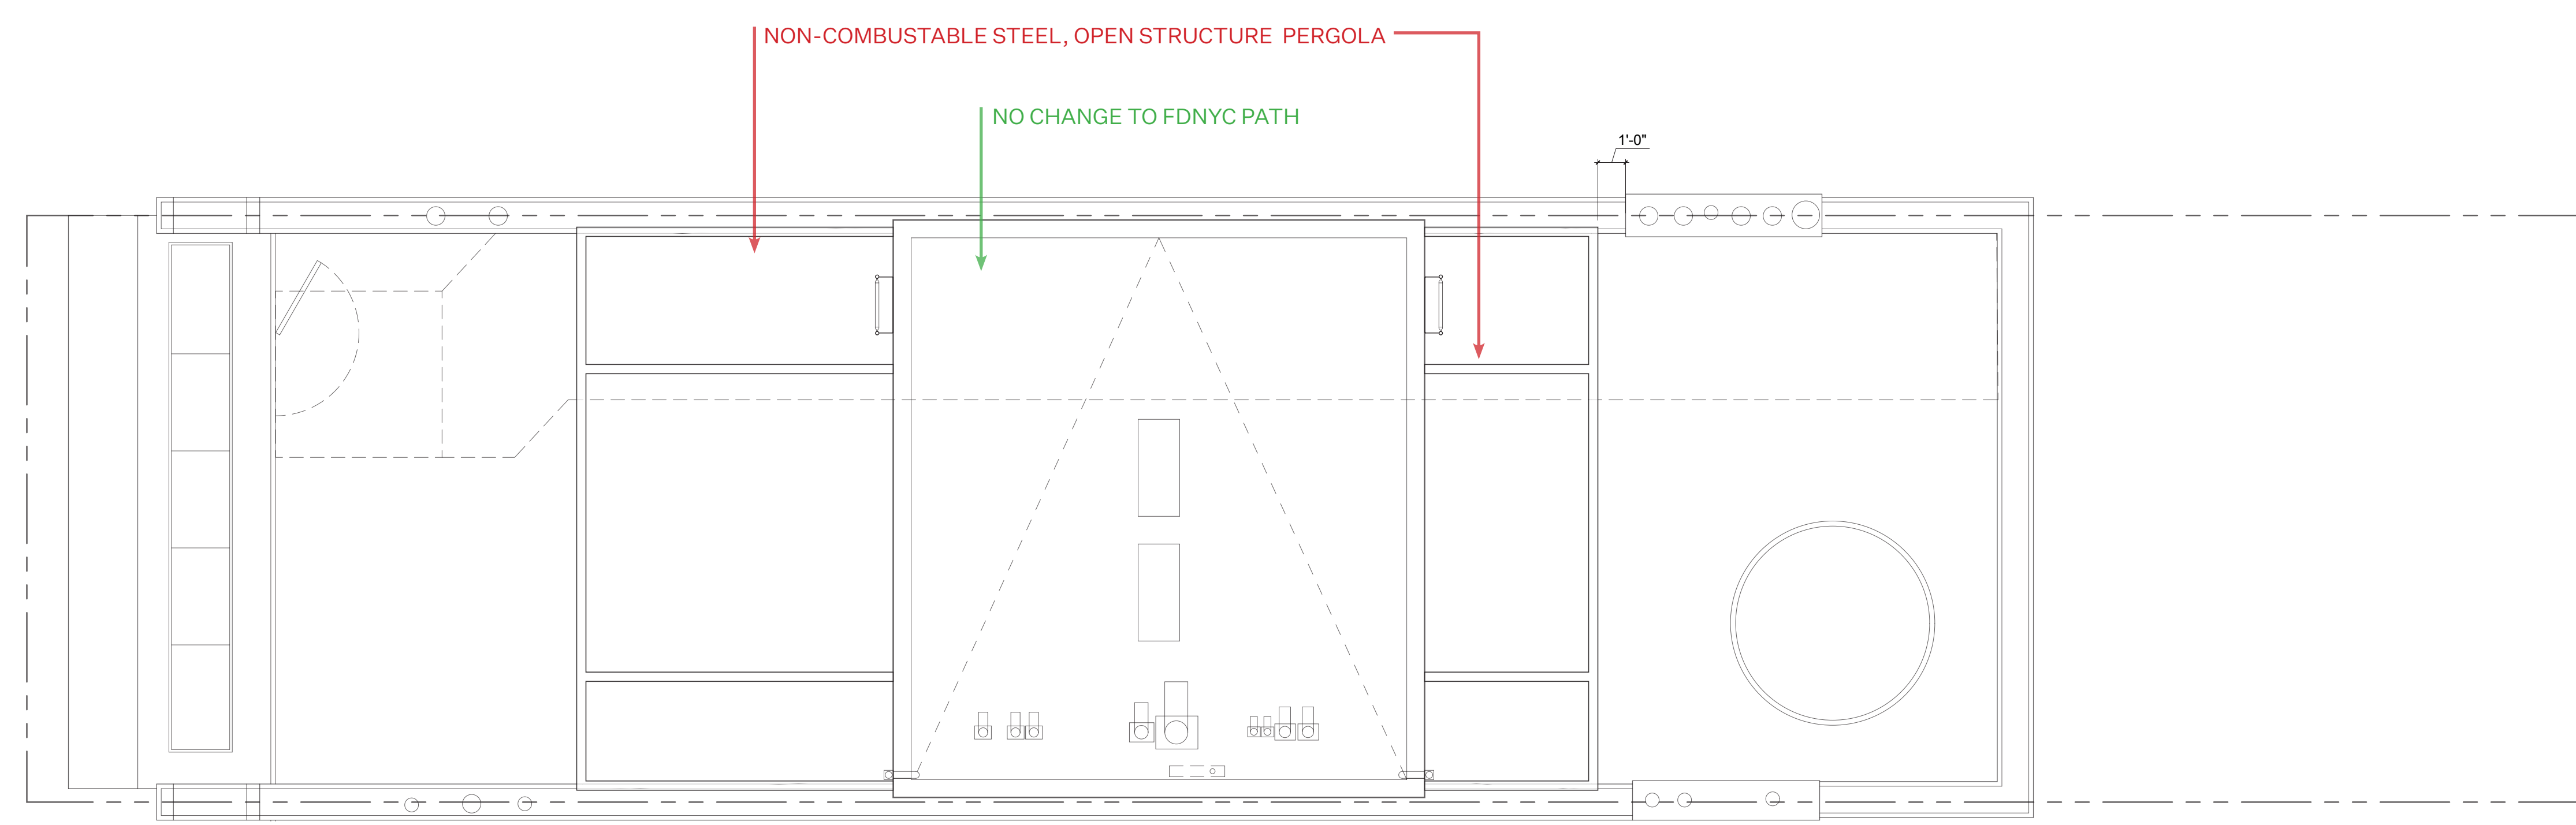 NON-COMBUSTABLE STEEL, OPEN STRUCTURE PERGOLA
NO CHANGE TO FDNYC PATH
1'-0"